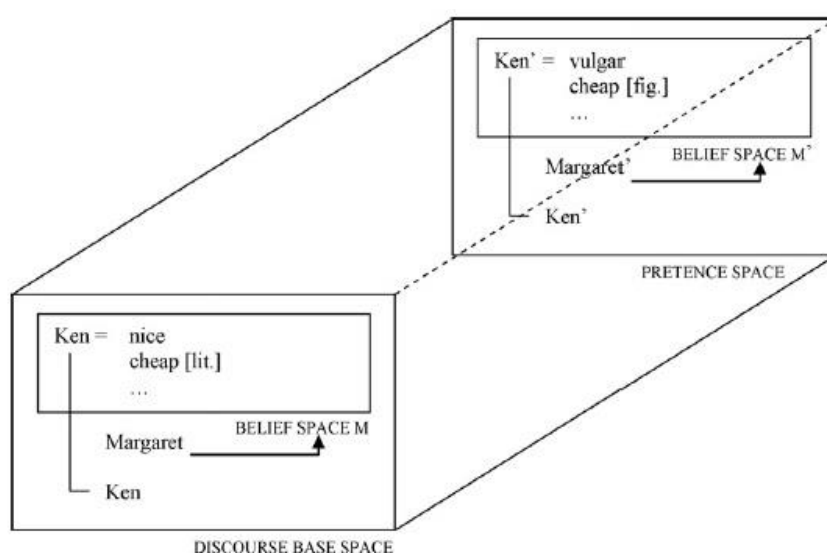 Ken’ = vulgar
cheap [fig.]
...
BELIEF SPACE M’
Margaret’
Ken’
PRETENCE SPACE
Ken = nice
cheap [lit.]
...
BELIEF SPACE M
Margaret
Ken
DISCOURSE BASE SPACE